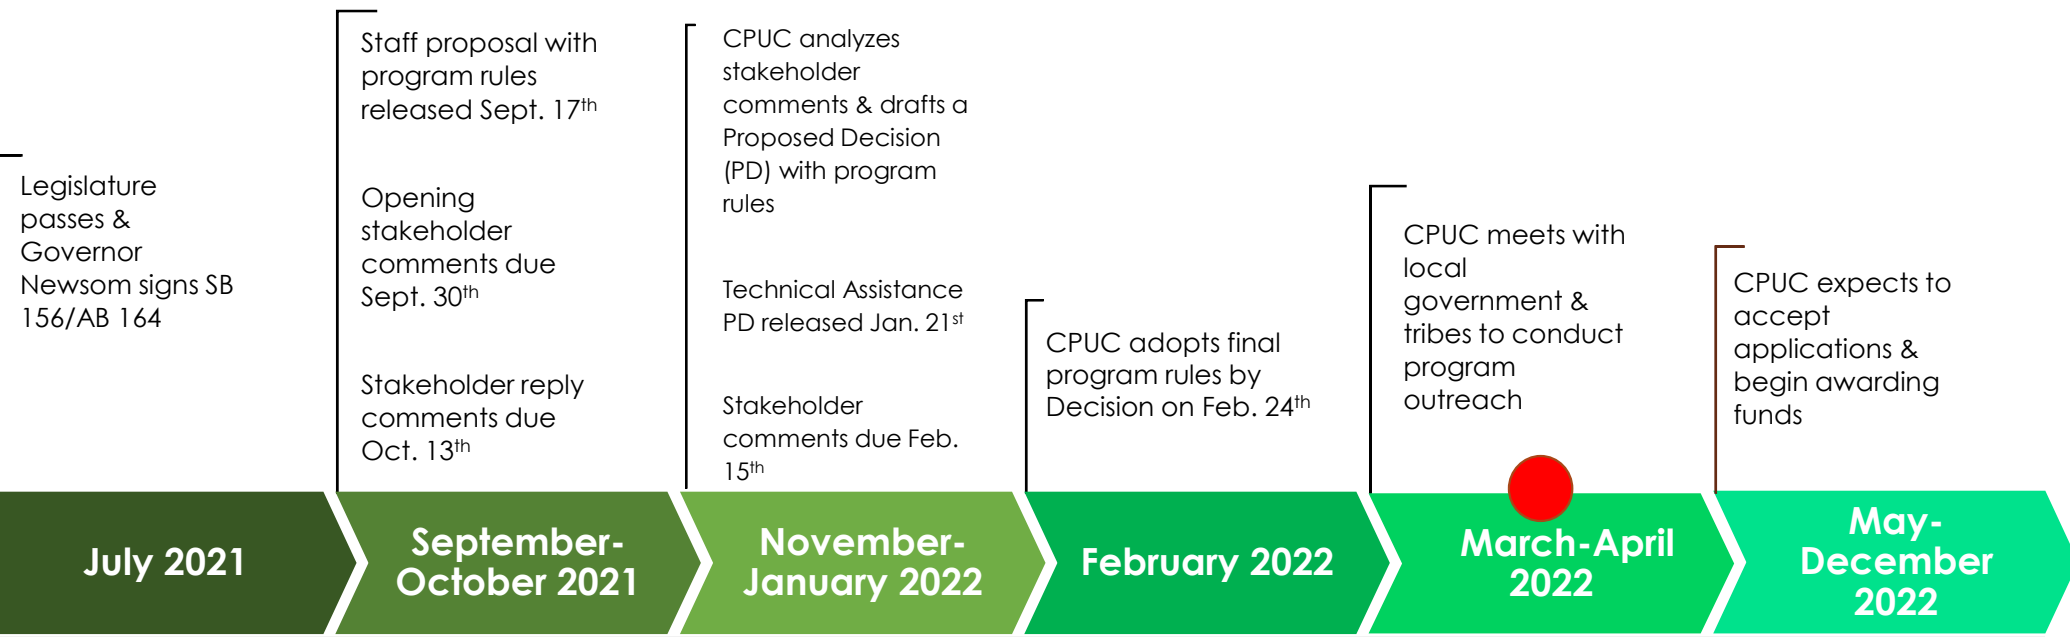 Legislature
passes &
Governor
Newsom signs SB
156/AB 164
July 2021
Staff proposal with
program rules
released Sept. 17th
Opening
stakeholder
comments due
Sept. 30th
Stakeholder reply
comments due
Oct. 13th
September-
October 2021
CPUC analyzes
stakeholder
comments & drafts a
Proposed Decision
(PD) with program
rules
Technical Assistance
PD released Jan. 21st
Stakeholder
comments due Feb.
15th
November-
January 2022
CPUC adopts final
program rules by
Decision on Feb. 24th
February 2022
CPUC meets with
local
government &
tribes to conduct
program
outreach
March-April
2022
CPUC expects to
accept
applications &
begin awarding
funds
May-
December
2022